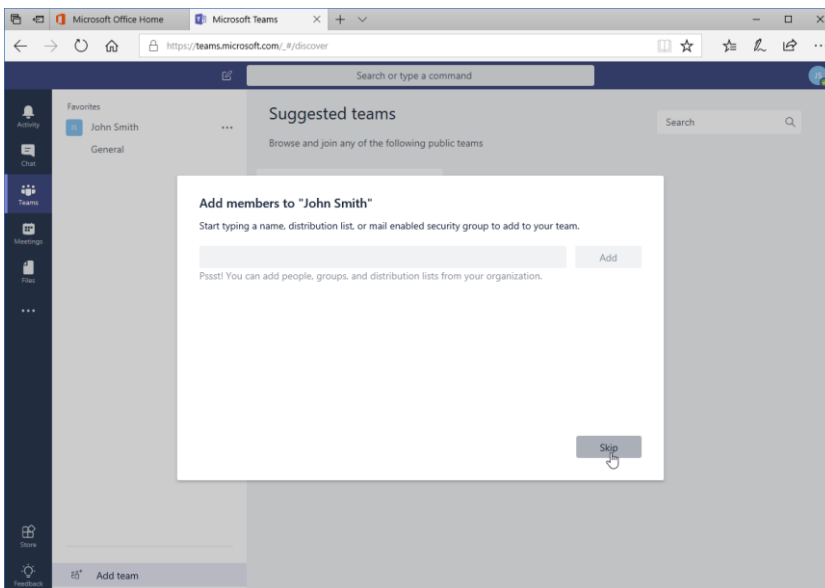 Microsoft Office Home
Microsoft Teams
https://teams.microsoft.com/_#/discover
Search or type a command
JS
Activity
Chat
Teams
Meetings
Files
Favorites
JS John Smith
General
Suggested teams
Browse and join any of the following public teams
Search
Add members to "John Smith"
Start typing a name, distribution list, or mail enabled security group to add to your team.
Add
Pssst! You can add people, groups, and distribution lists from your organization.
Skip
Store
Feedback
Add team